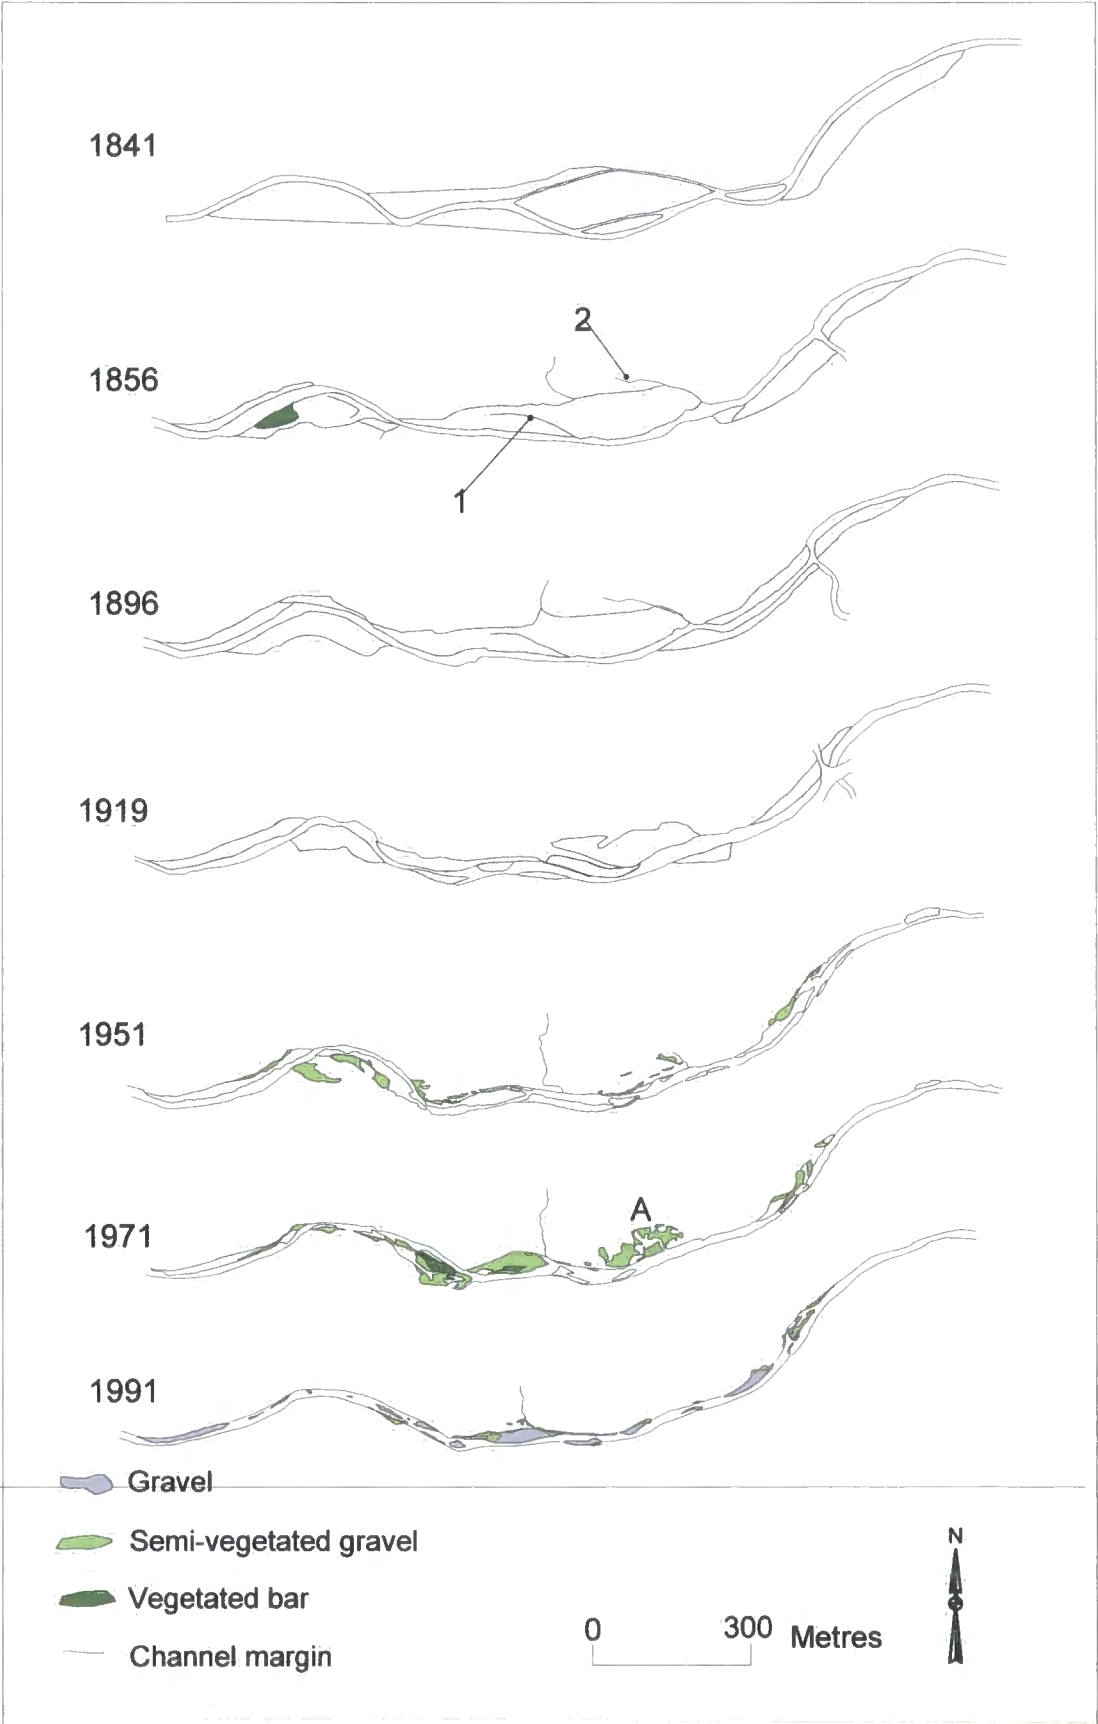 1841
2
1856
1
1896
1919
1951
A
1971
1991
Gravel
Semi-vegetated gravel
N
Vegetated bar
0 300 Metres
Channel margin